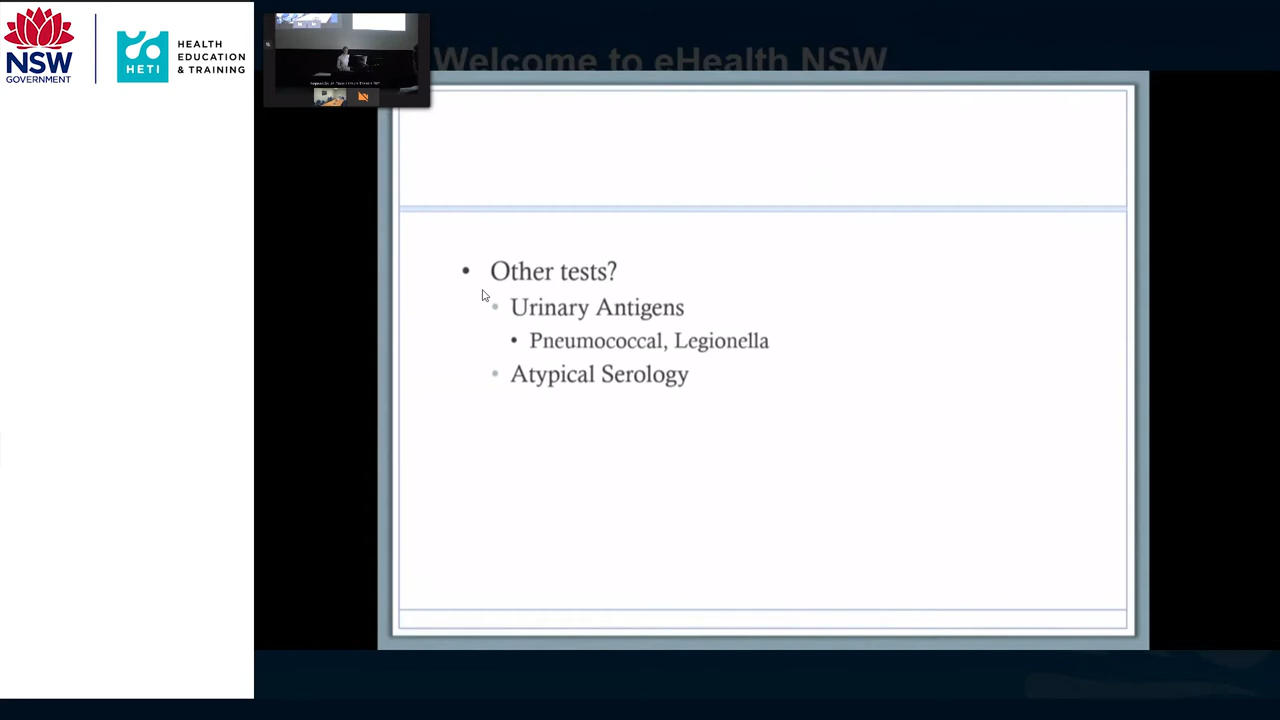 NSW
GOVERNMENT
HETI
HEALTH
EDUCATION
& TRAINING
Welcome to eHealth NSW
• Other tests?
• Urinary Antigens
• Pneumococcal, Legionella
• Atypical Serology